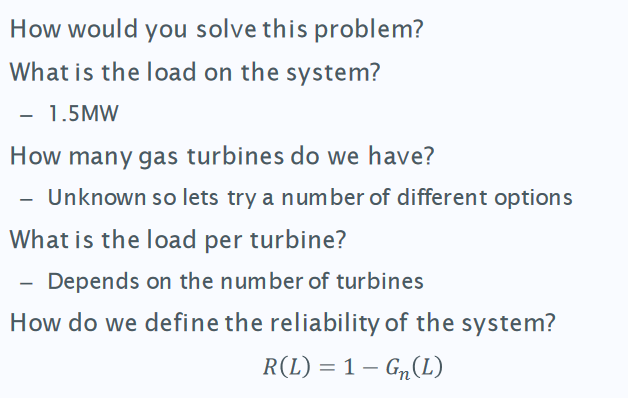 How would you solve this problem?
What is the load on the system?
– 1.5MW
How many gas turbines do we have?
– Unknown so lets try a number of different options
What is the load per turbine?
– Depends on the number of turbines
How do we define the reliability of the system?
R(L) = 1 − Gₙ(L)